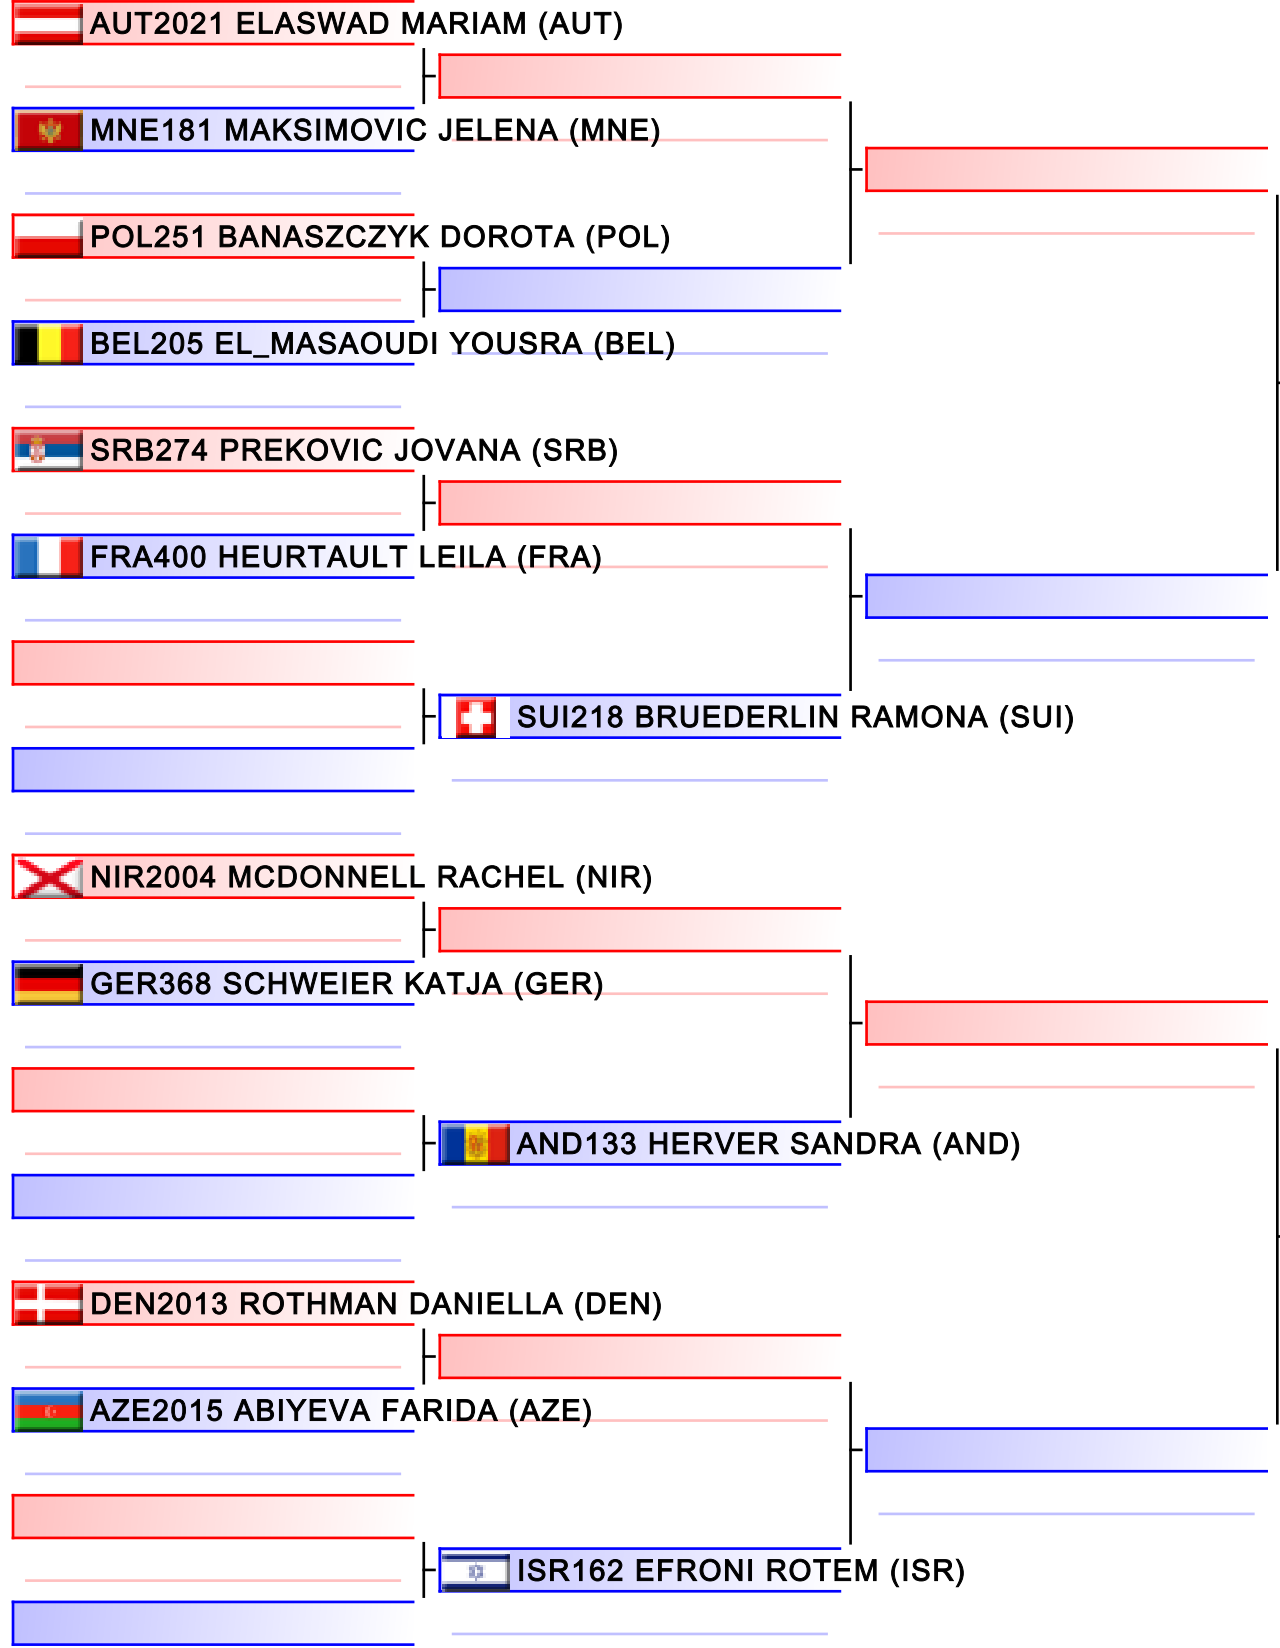 AUT2021 ELASWAD MARIAM (AUT)
MNE181 MAKSIMOVIC JELENA (MNE)
POL251 BANASZCZYK DOROTA (POL)
BEL205 EL_MASAOUDI YOUSRA (BEL)
SRB274 PREKOVIC JOVANA (SRB)
FRA400 HEURTAULT LEILA (FRA)
SUI218 BRUEDERLIN RAMONA (SUI)
NIR2004 MCDONNELL RACHEL (NIR)
GER368 SCHWEIER KATJA (GER)
AND133 HERVER SANDRA (AND)
DEN2013 ROTHMAN DANIELLA (DEN)
AZE2015 ABIYEVA FARIDA (AZE)
ISR162 EFRONI ROTEM (ISR)